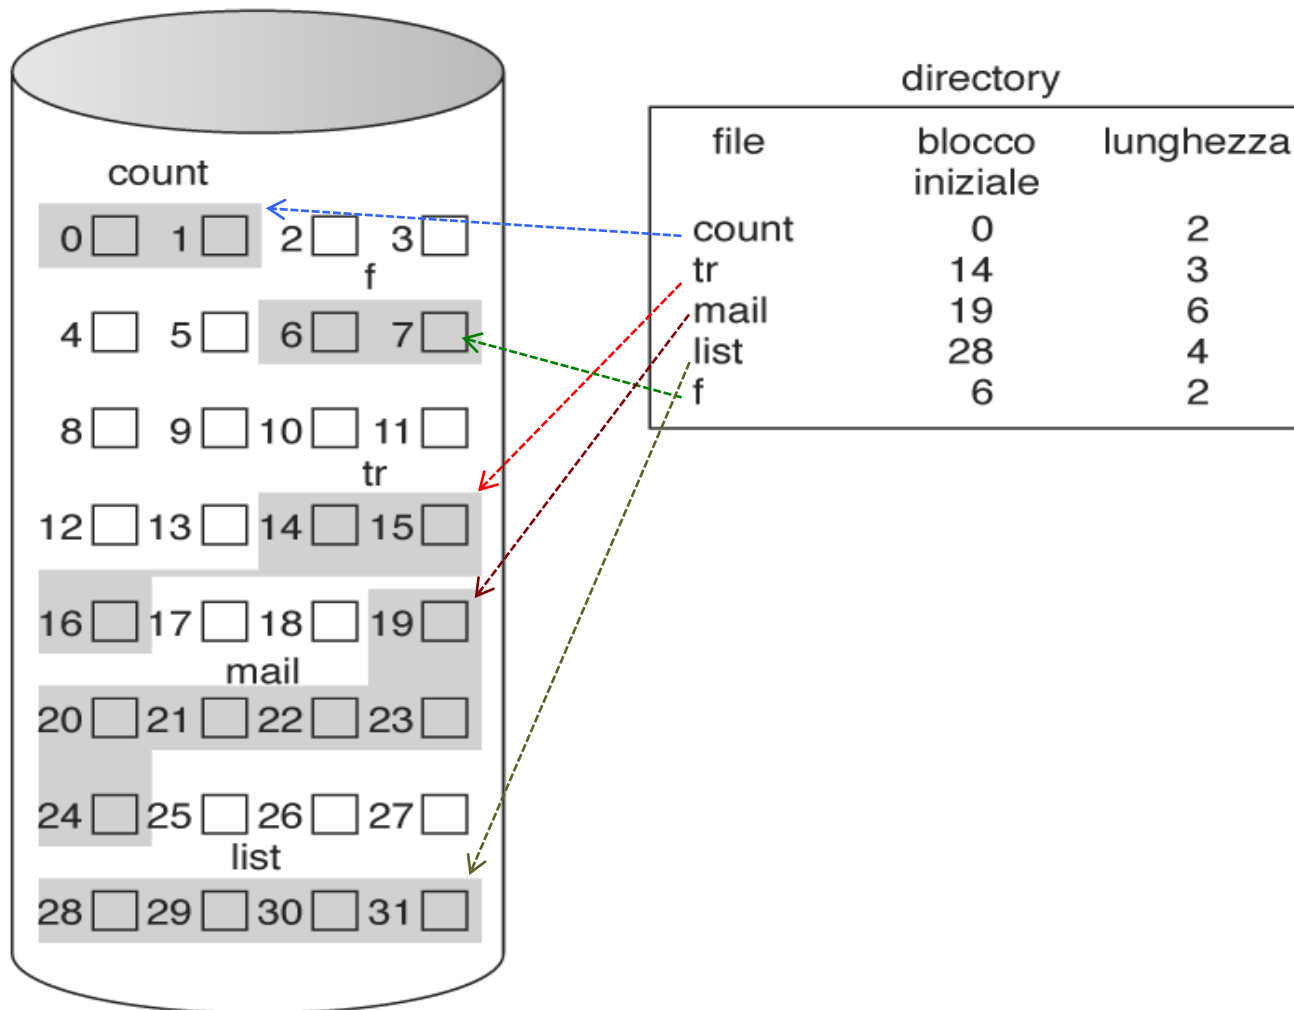 directory
file blocco iniziale lunghezza
count 0 2
tr 14 3
mail 19 6
list 28 4
f 6 2
count
0 1 2 3
f
4 5 6 7
8 9 10 11
tr
12 13 14 15
16 17 18 19
mail
20 21 22 23
24 25 26 27
list
28 29 30 31